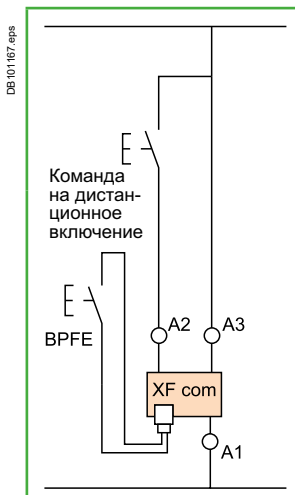 DB101167.eps
Команда
на дистан-
ционное
включение
BPFE
A2
A3
XF com
A1